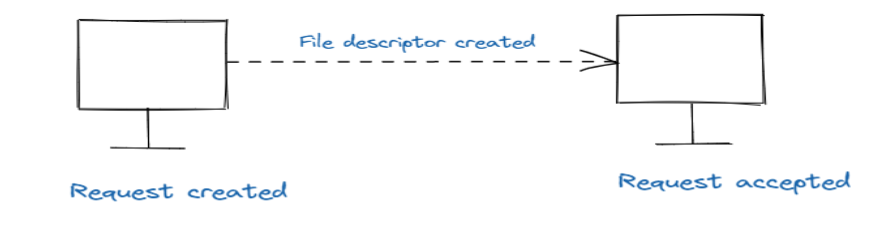 File descriptor created
Request created
Request accepted